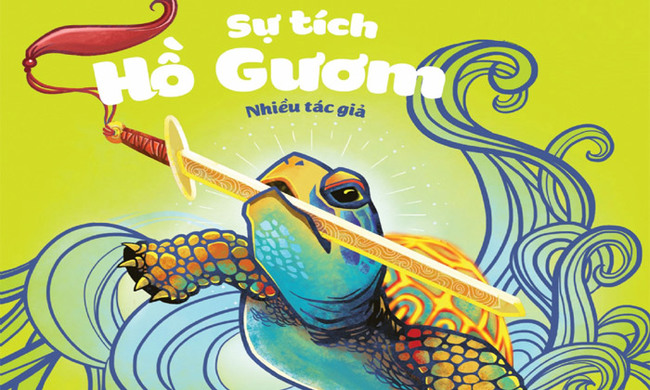 Sự tích
Hồ Gươm
Nhiều tác giả